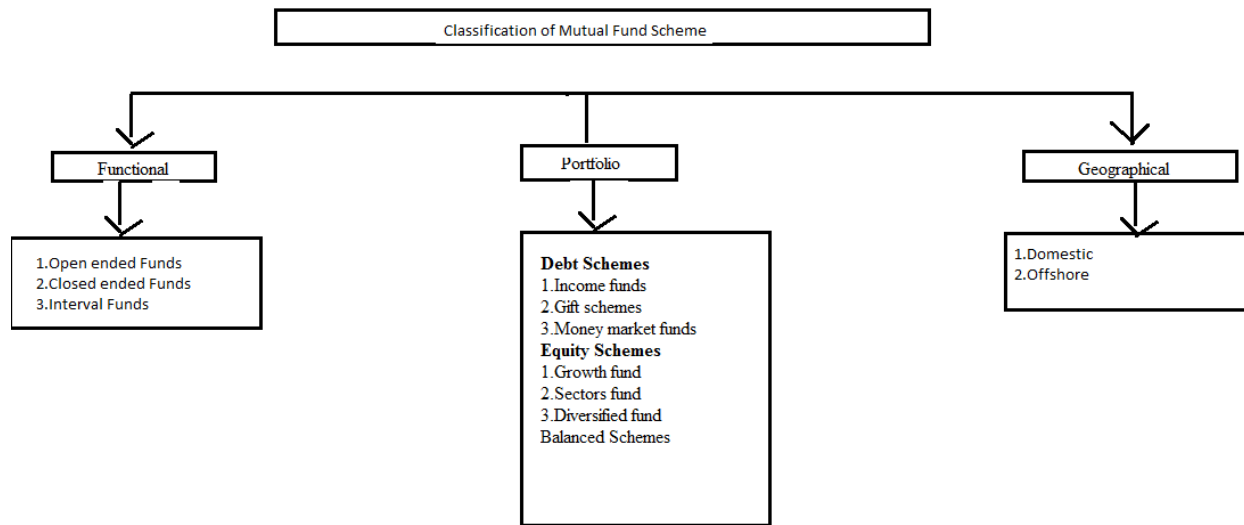 Classification of Mutual Fund Scheme
Functional
Portfolio
Geographical
1.Open ended Funds
2.Closed ended Funds
3.Interval Funds
Debt Schemes
1.Income funds
2.Gift schemes
3.Money market funds
Equity Schemes
1.Growth fund
2.Sectors fund
3.Diversified fund
Balanced Schemes
1.Domestic
2.Offshore